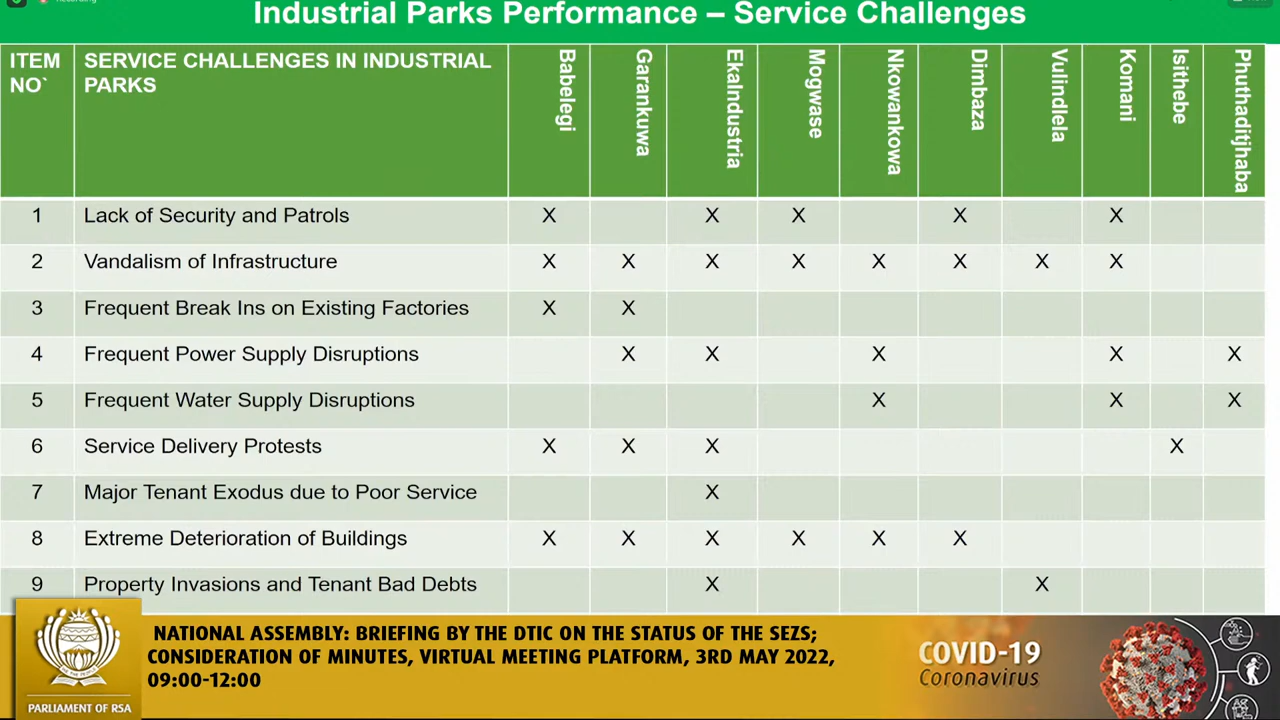 Recording
Industrial Parks Performance – Service Challenges
ITEM NO` SERVICE CHALLENGES IN INDUSTRIAL PARKS Babelegi Garankuwa EkaIndustria Mogwase Nkowankowa Dimbaza Vulindlela Komani Isithebe Phuthaditjhaba
1 Lack of Security and Patrols X X X X X
2 Vandalism of Infrastructure X X X X X X X X
3 Frequent Break Ins on Existing Factories X X
4 Frequent Power Supply Disruptions X X X X X
5 Frequent Water Supply Disruptions X X X
6 Service Delivery Protests X X X X
7 Major Tenant Exodus due to Poor Service X
8 Extreme Deterioration of Buildings X X X X X X
9 Property Invasions and Tenant Bad Debts X X
NATIONAL ASSEMBLY: BRIEFING BY THE DTIC ON THE STATUS OF THE SEZS;
CONSIDERATION OF MINUTES, VIRTUAL MEETING PLATFORM, 3RD MAY 2022,
09:00-12:00
PARLIAMENT OF RSA
COVID-19
Coronavirus